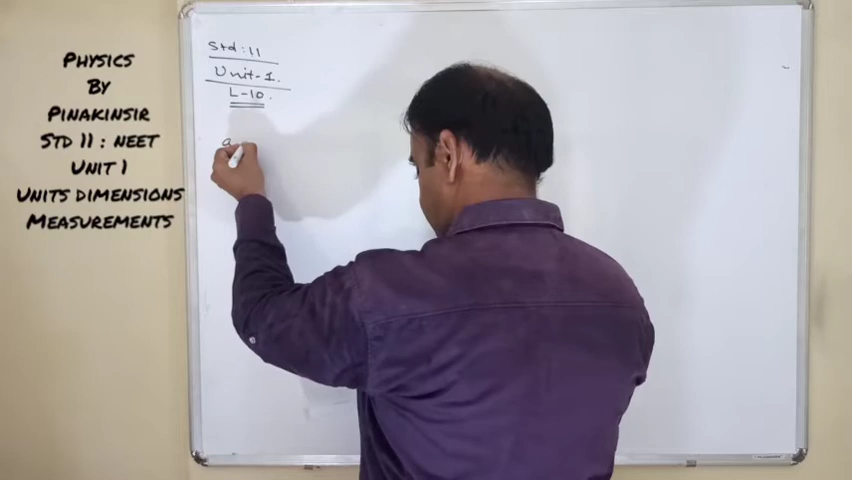 PHYSICS
BY
PINAKINSIR
STD 11 : NEET
UNIT 1
UNITS DIMENSIONS
MEASUREMENTS
Std : 11
Unit-1.
L-10.
a